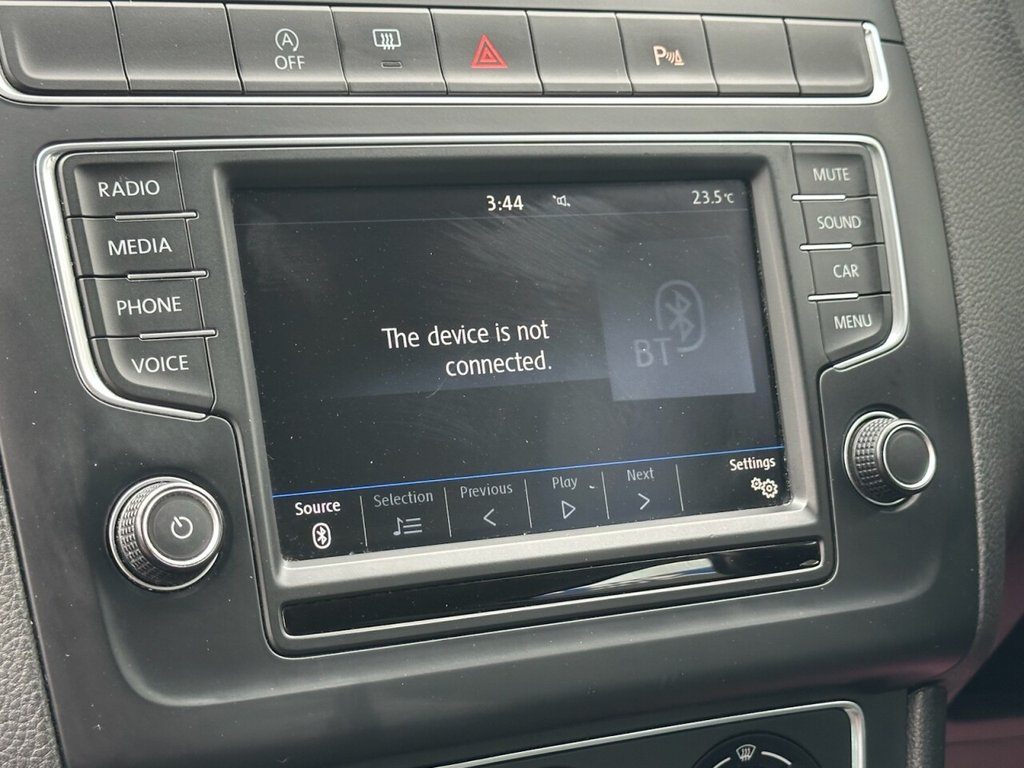 A
OFF
P
RADIO
MEDIA
PHONE
VOICE
3:44
23.5°C
The device is not
connected.
BT
Source
Selection
Previous
Play
Next
Settings
MUTE
SOUND
CAR
MENU